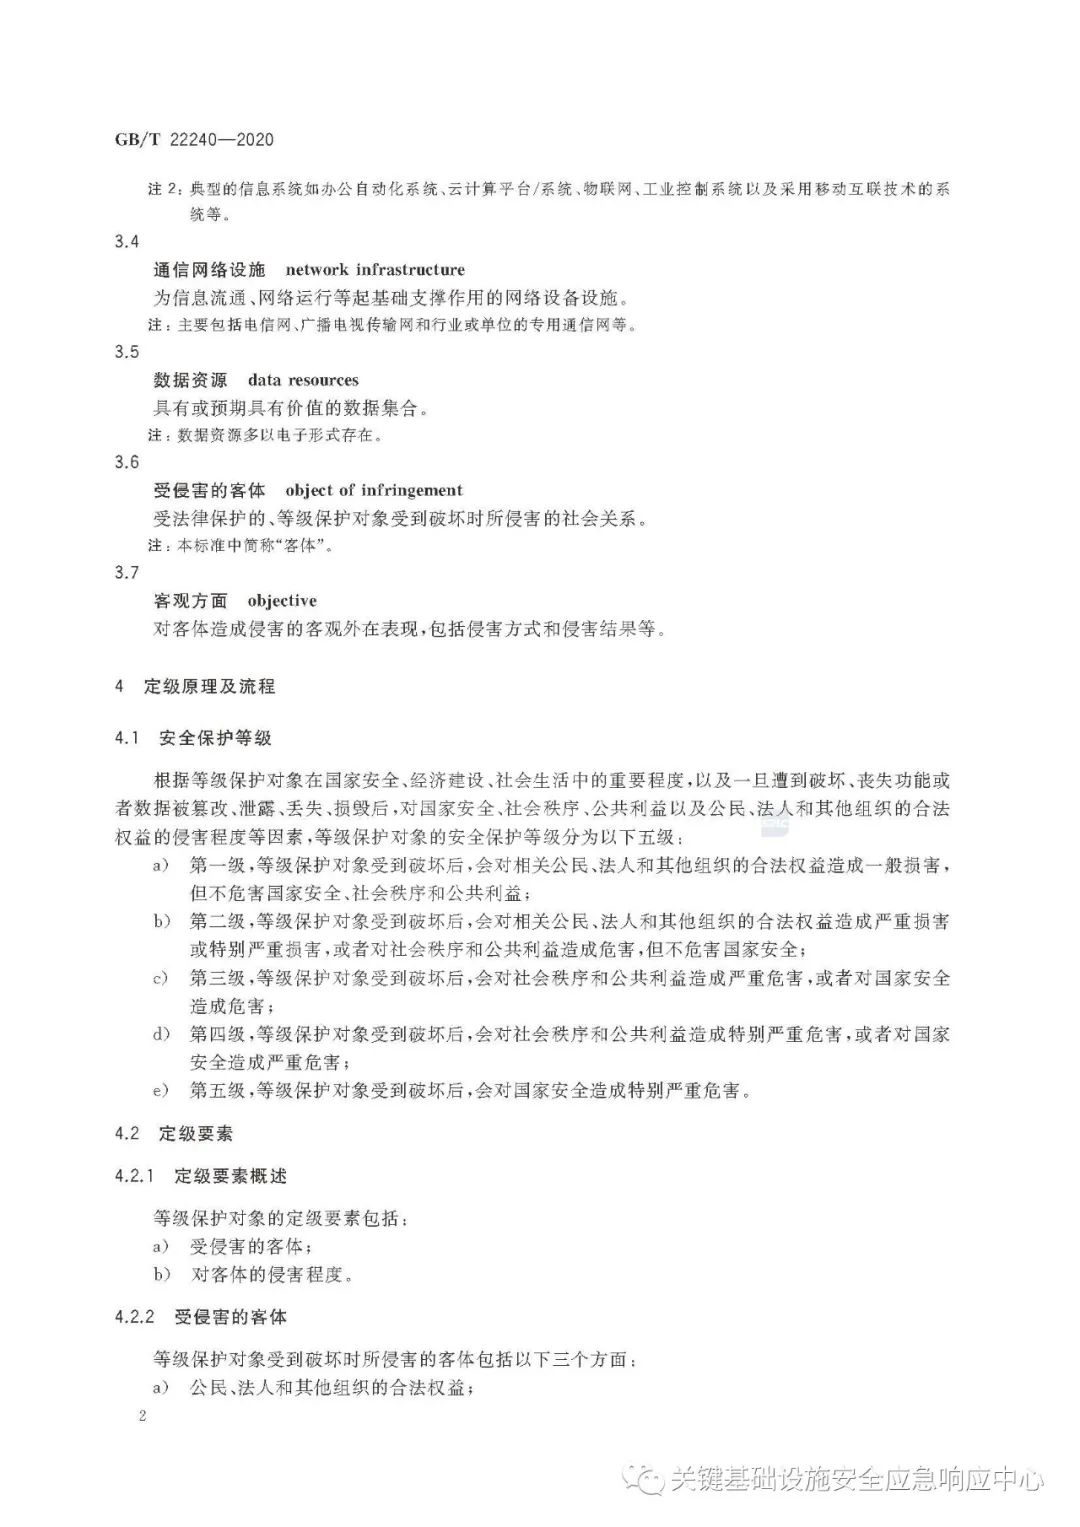 GB/T 22240—2020
注 2：典型的信息系统如办公自动化系统、云计算平台/系统、物联网、工业控制系统以及采用移动互联技术的系
统等。
3.4
通信网络设施 network infrastructure
为信息流通、网络运行等起基础支撑作用的网络设备设施。
注：主要包括电信网、广播电视传输网和行业或单位的专用通信网等。
3.5
数据资源 data resources
具有或预期具有价值的数据集合。
注：数据资源多以电子形式存在。
3.6
受侵害的客体 object of infringement
受法律保护的、等级保护对象受到破坏时所侵害的社会关系。
注：本标准中简称“客体”。
3.7
客观方面 objective
对客体造成侵害的客观外在表现，包括侵害方式和侵害结果等。
4 定级原理及流程
4.1 安全保护等级
根据等级保护对象在国家安全、经济建设、社会生活中的重要程度，以及一旦遭到破坏、丧失功能或
者数据被篡改、泄露、丢失、损毁后，对国家安全、社会秩序、公共利益以及公民、法人和其他组织的合法
权益的侵害程度等因素，等级保护对象的安全保护等级分为以下五级：
a） 第一级，等级保护对象受到破坏后，会对相关公民、法人和其他组织的合法权益造成一般损害，
但不危害国家安全、社会秩序和公共利益；
b） 第二级，等级保护对象受到破坏后，会对相关公民、法人和其他组织的合法权益造成严重损害
或特别严重损害，或者对社会秩序和公共利益造成危害，但不危害国家安全；
c） 第三级，等级保护对象受到破坏后，会对社会秩序和公共利益造成严重危害，或者对国家安全
造成危害；
d） 第四级，等级保护对象受到破坏后，会对社会秩序和公共利益造成特别严重危害，或者对国家
安全造成严重危害；
e） 第五级，等级保护对象受到破坏后，会对国家安全造成特别严重危害。
4.2 定级要素
4.2.1 定级要素概述
等级保护对象的定级要素包括：
a） 受侵害的客体；
b） 对客体的侵害程度。
4.2.2 受侵害的客体
等级保护对象受到破坏时所侵害的客体包括以下三个方面：
a） 公民、法人和其他组织的合法权益；
2
关键基础设施安全应急响应中心